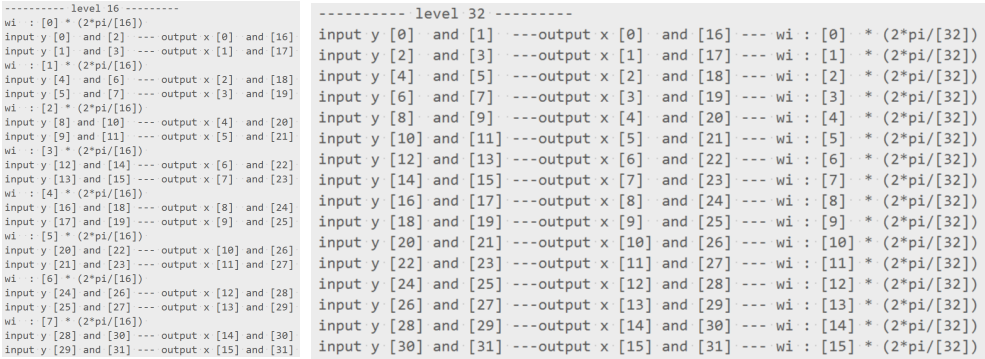 ---------- level 16 ---------
wi  : [0] * (2*pi/[16])
input y [0]  and [2]  --- output x [0]  and [16]
input y [1]  and [3]  --- output x [1]  and [17]
wi  : [1] * (2*pi/[16])
input y [4]  and [6]  --- output x [2]  and [18]
input y [5]  and [7]  --- output x [3]  and [19]
wi  : [2] * (2*pi/[16])
input y [8] and [10]  --- output x [4]  and [20]
input y [9] and [11]  --- output x [5]  and [21]
wi  : [3] * (2*pi/[16])
input y [12] and [14] --- output x [6]  and [22]
input y [13] and [15] --- output x [7]  and [23]
wi  : [4] * (2*pi/[16])
input y [16] and [18] --- output x [8]  and [24]
input y [17] and [19] --- output x [9]  and [25]
wi  : [5] * (2*pi/[16])
input y [20] and [22] --- output x [10] and [26]
input y [21] and [23] --- output x [11] and [27]
wi  : [6] * (2*pi/[16])
input y [24] and [26] --- output x [12] and [28]
input y [25] and [27] --- output x [13] and [29]
wi  : [7] * (2*pi/[16])
input y [28] and [30] --- output x [14] and [30]
input y [29] and [31] --- output x [15] and [31]
---------- level 32 ---------
input y [0]  and [1]  ---output x [0]  and [16] --- wi : [0]  * (2*pi/[32])
input y [2]  and [3]  ---output x [1]  and [17] --- wi : [1]  * (2*pi/[32])
input y [4]  and [5]  ---output x [2]  and [18] --- wi : [2]  * (2*pi/[32])
input y [6]  and [7]  ---output x [3]  and [19] --- wi : [3]  * (2*pi/[32])
input y [8]  and [9]  ---output x [4]  and [20] --- wi : [4]  * (2*pi/[32])
input y [10] and [11] ---output x [5]  and [21] --- wi : [5]  * (2*pi/[32])
input y [12] and [13] ---output x [6]  and [22] --- wi : [6]  * (2*pi/[32])
input y [14] and [15] ---output x [7]  and [23] --- wi : [7]  * (2*pi/[32])
input y [16] and [17] ---output x [8]  and [24] --- wi : [8]  * (2*pi/[32])
input y [18] and [19] ---output x [9]  and [25] --- wi : [9]  * (2*pi/[32])
input y [20] and [21] ---output x [10] and [26] --- wi : [10] * (2*pi/[32])
input y [22] and [23] ---output x [11] and [27] --- wi : [11] * (2*pi/[32])
input y [24] and [25] ---output x [12] and [28] --- wi : [12] * (2*pi/[32])
input y [26] and [27] ---output x [13] and [29] --- wi : [13] * (2*pi/[32])
input y [28] and [29] ---output x [14] and [30] --- wi : [14] * (2*pi/[32])
input y [30] and [31] ---output x [15] and [31] --- wi : [15] * (2*pi/[32])